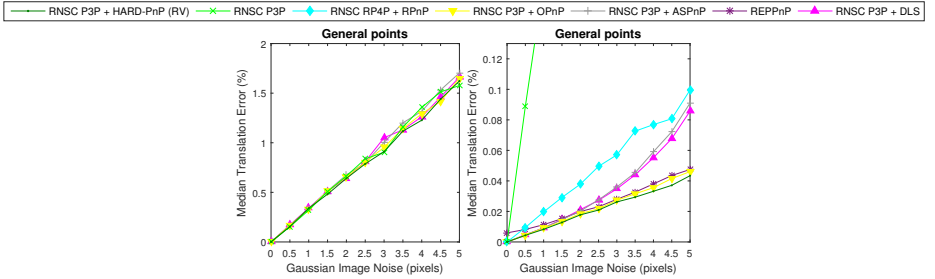 RNSC P3P + HARD-PnP (RV) RNSC P3P RNSC RP4P + RPnP RNSC P3P + OPnP RNSC P3P + ASPnP REPPnP RNSC P3P + DLS
General points
2
1.5
1
0.5
0
0 0.5 1 1.5 2 2.5 3 3.5 4 4.5 5
Median Translation Error (%)
Gaussian Image Noise (pixels)
General points
0.12
0.1
0.08
0.06
0.04
0.02
0
0 0.5 1 1.5 2 2.5 3 3.5 4 4.5 5
Median Translation Error (%)
Gaussian Image Noise (pixels)